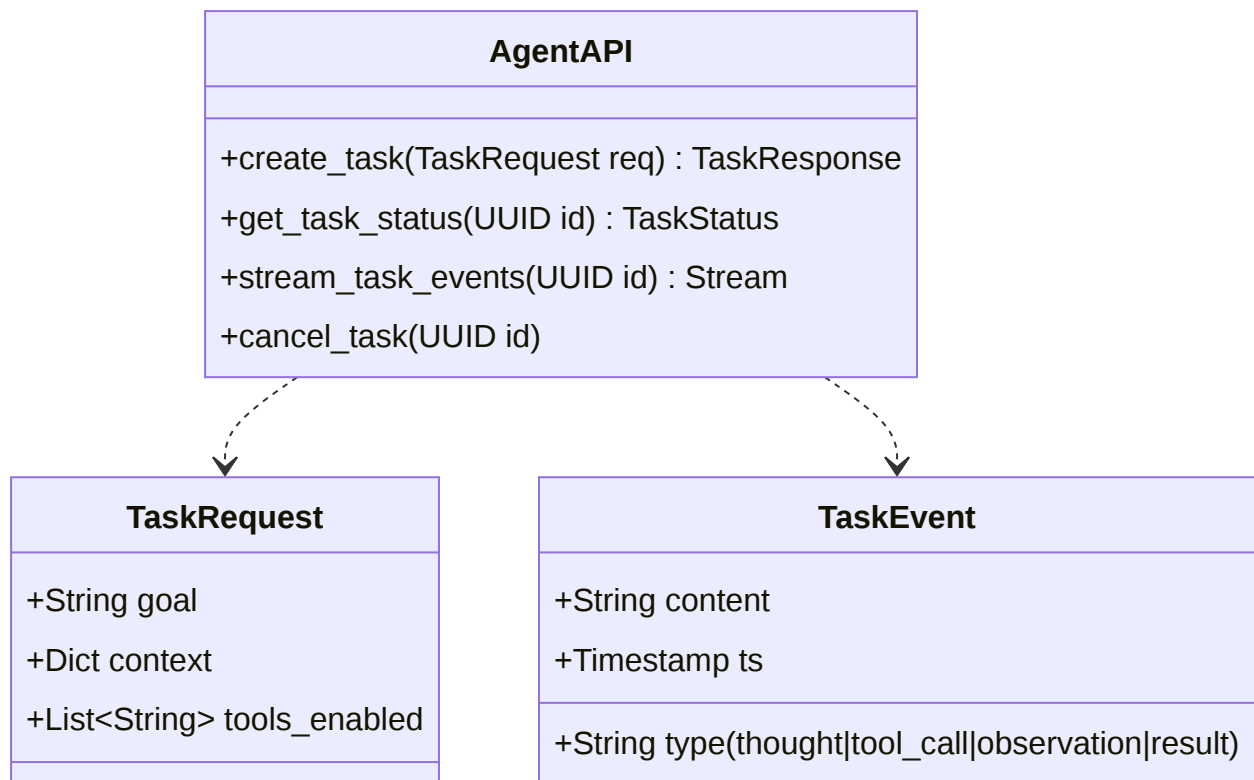 AgentAPI
+create_task(TaskRequest req) : TaskResponse
+get_task_status(UUID id) : TaskStatus
+stream_task_events(UUID id) : Stream
+cancel_task(UUID id)
TaskRequest
+String goal
+Dict context
+List<String> tools_enabled
TaskEvent
+String content
+Timestamp ts
+String type(thought|tool_call|observation|result)